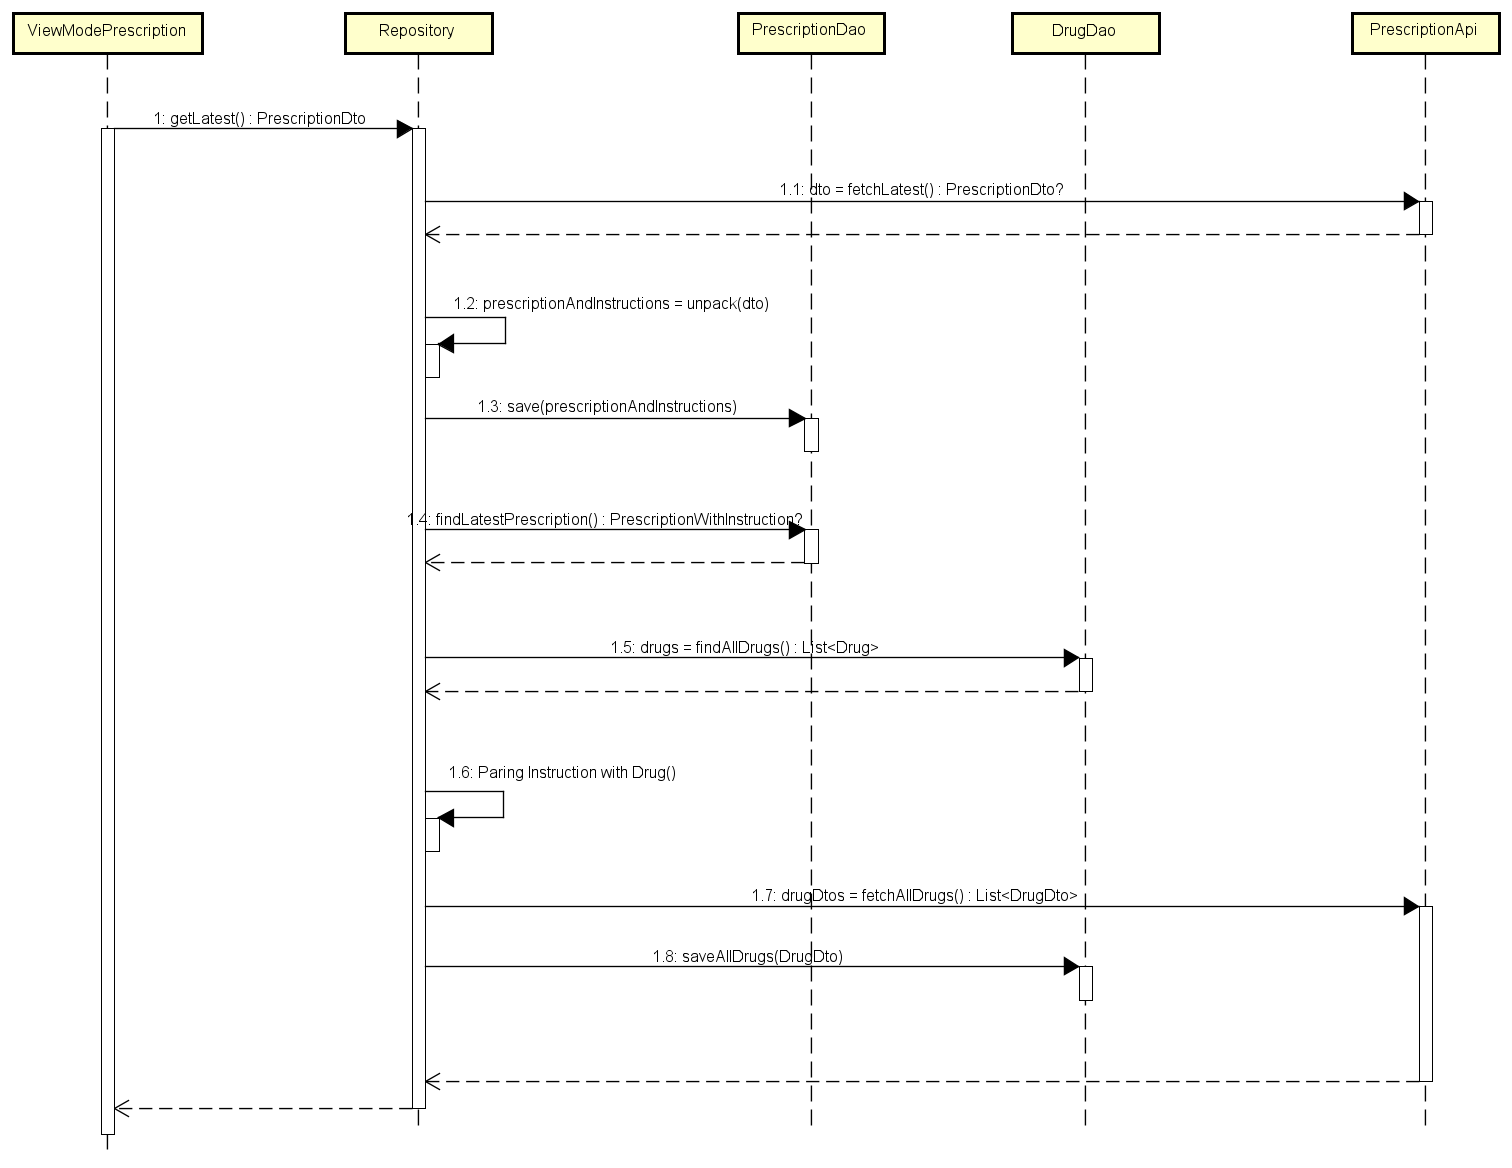 ViewModePrescription
Repository
PrescriptionDao
DrugDao
PrescriptionApi
1: getLatest() : PrescriptionDto
1.1: dto = fetchLatest() : PrescriptionDto?
1.2: prescriptionAndInstructions = unpack(dto)
1.3: save(prescriptionAndInstructions)
1.4: findLatestPrescription() : PrescriptionWithInstruction?
1.5: drugs = findAllDrugs() : List<Drug>
1.6: Paring Instruction with Drug()
1.7: drugDtos = fetchAllDrugs() : List<DrugDto>
1.8: saveAllDrugs(DrugDto)